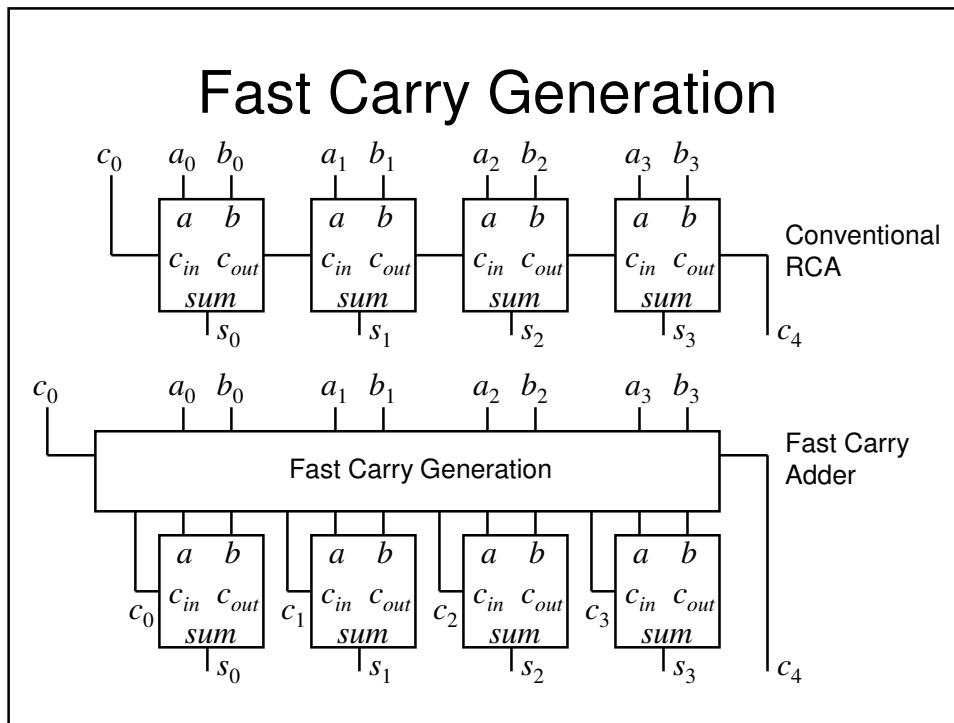 Fast Carry Generation
c0 a0 b0 a1 b1 a2 b2 a3 b3
a b a b a b a b
Conventional
RCA
cin cout cin cout cin cout cin cout
sum sum sum sum
s0 s1 s2 s3 c4
c0 a0 b0 a1 b1 a2 b2 a3 b3
Fast Carry Generation
Fast Carry
Adder
a b a b a b a b
c0 cin cout c1 cin cout c2 cin cout c3 cin cout
sum sum sum sum
s0 s1 s2 s3 c4